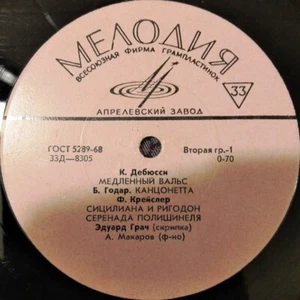 МЕЛОДИЯ
ВСЕСОЮЗНАЯ ФИРМА ГРАМПЛАСТИНОК
33
АПРЕЛЕВСКИЙ ЗАВОД
ГОСТ 5289-68
Вторая гр.-1
33Д—8305
0-70
К. Дебюсси
МЕДЛЕННЫЙ ВАЛЬС
Б. Годар. КАНЦОНЕТТА
Ф. Крейслер
СИЦИЛИАНА И РИГОДОН
СЕРЕНАДА ПОЛИШИНЕЛЯ
Эдуард Грач (скрипка)
А. Макаров (ф-но)